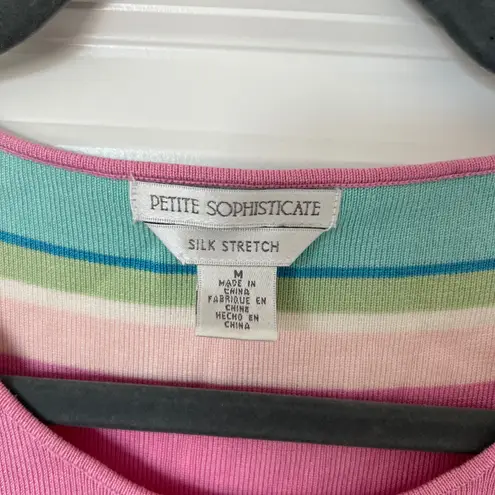 PETITE SOPHISTICATE
SILK STRETCH
M
MADE IN
CHINA
FABRIQUE EN
CHINE
HECHO EN
CHINA